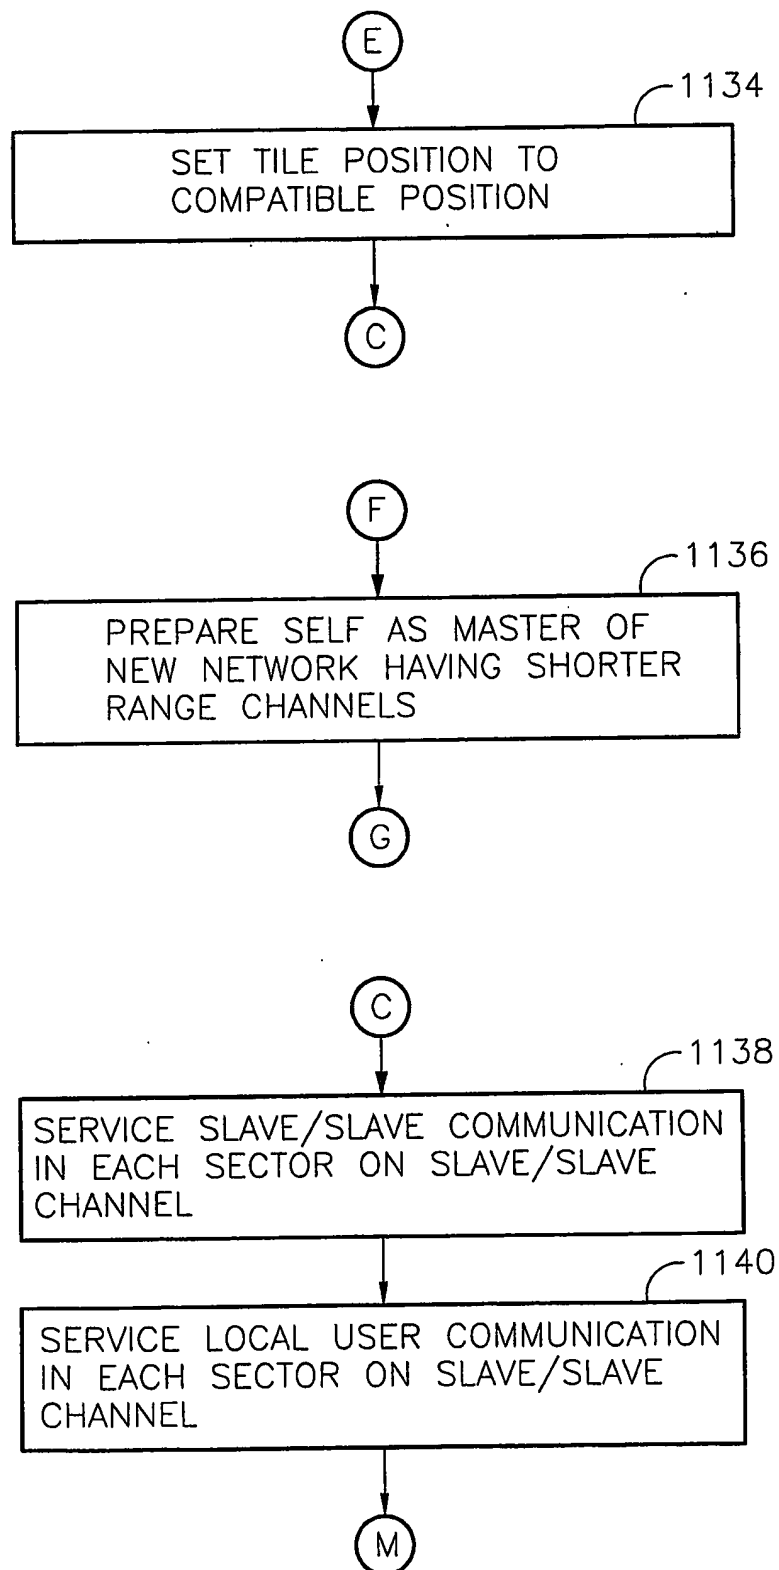 E
1134
SET TILE POSITION TO
COMPATIBLE POSITION
C
F
1136
PREPARE SELF AS MASTER OF
NEW NETWORK HAVING SHORTER
RANGE CHANNELS
G
C
1138
SERVICE SLAVE/SLAVE COMMUNICATION
IN EACH SECTOR ON SLAVE/SLAVE
CHANNEL
1140
SERVICE LOCAL USER COMMUNICATION
IN EACH SECTOR ON SLAVE/SLAVE
CHANNEL
M